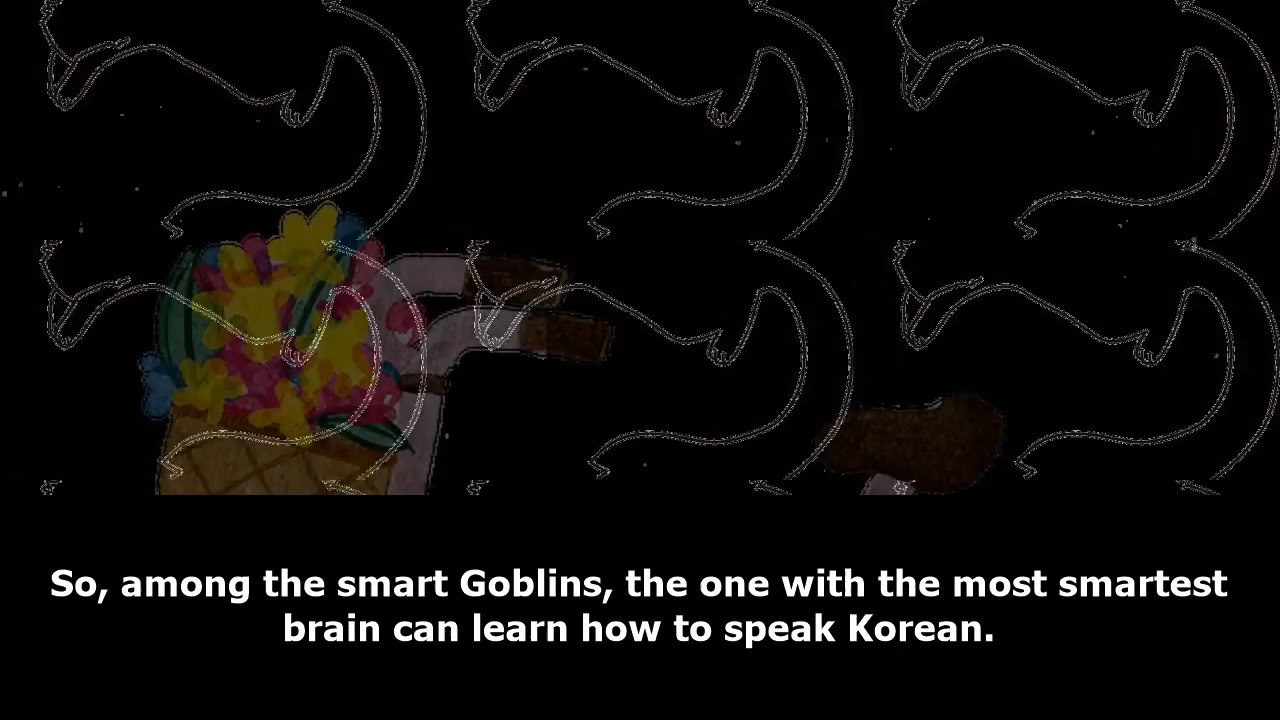 So, among the smart Goblins, the one with the most smartest
brain can learn how to speak Korean.